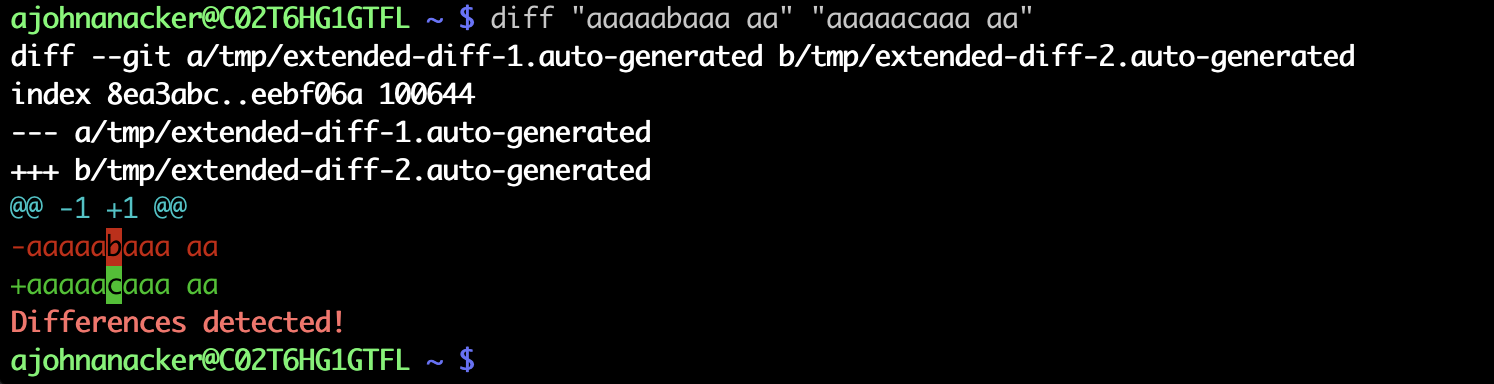 ajohnanacker@C02T6HG1GTFL ~ $ diff "aaaaabaaa aa" "aaaaacaaa aa"
diff --git a/tmp/extended-diff-1.auto-generated b/tmp/extended-diff-2.auto-generated
index 8ea3abc..eebf06a 100644
--- a/tmp/extended-diff-1.auto-generated
+++ b/tmp/extended-diff-2.auto-generated
@@ -1 +1 @@
-aaaaabaaa aa
+aaaaacaaa aa
Differences detected!
ajohnanacker@C02T6HG1GTFL ~ $